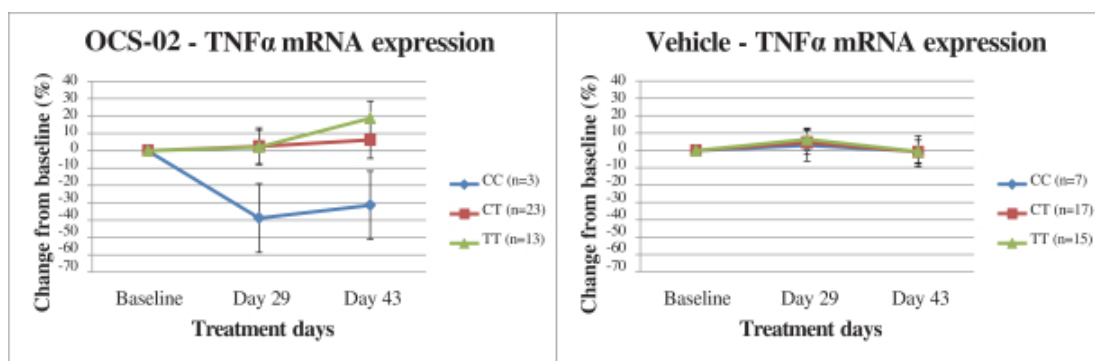 OCS-02 - TNFα mRNA expression
Change from baseline (%)
40
30
20
10
0
-10
-20
-30
-40
-50
-60
-70
Baseline
Day 29
Day 43
Treatment days
CC (n=3)
CT (n=23)
TT (n=13)
Vehicle - TNFα mRNA expression
Change from baseline (%)
40
30
20
10
0
-10
-20
-30
-40
-50
-60
-70
Baseline
Day 29
Day 43
Treatment days
CC (n=7)
CT (n=17)
TT (n=15)